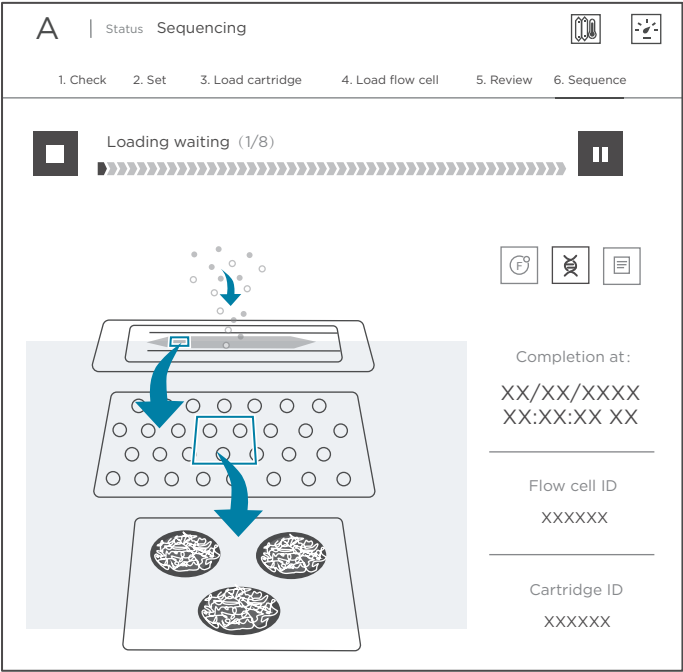 A Status Sequencing
1. Check 2. Set 3. Load cartridge 4. Load flow cell 5. Review 6. Sequence
Loading waiting (1/8)
F
Completion at:
XX/XX/XXXX
XX:XX:XX XX
Flow cell ID
XXXXXX
Cartridge ID
XXXXXX